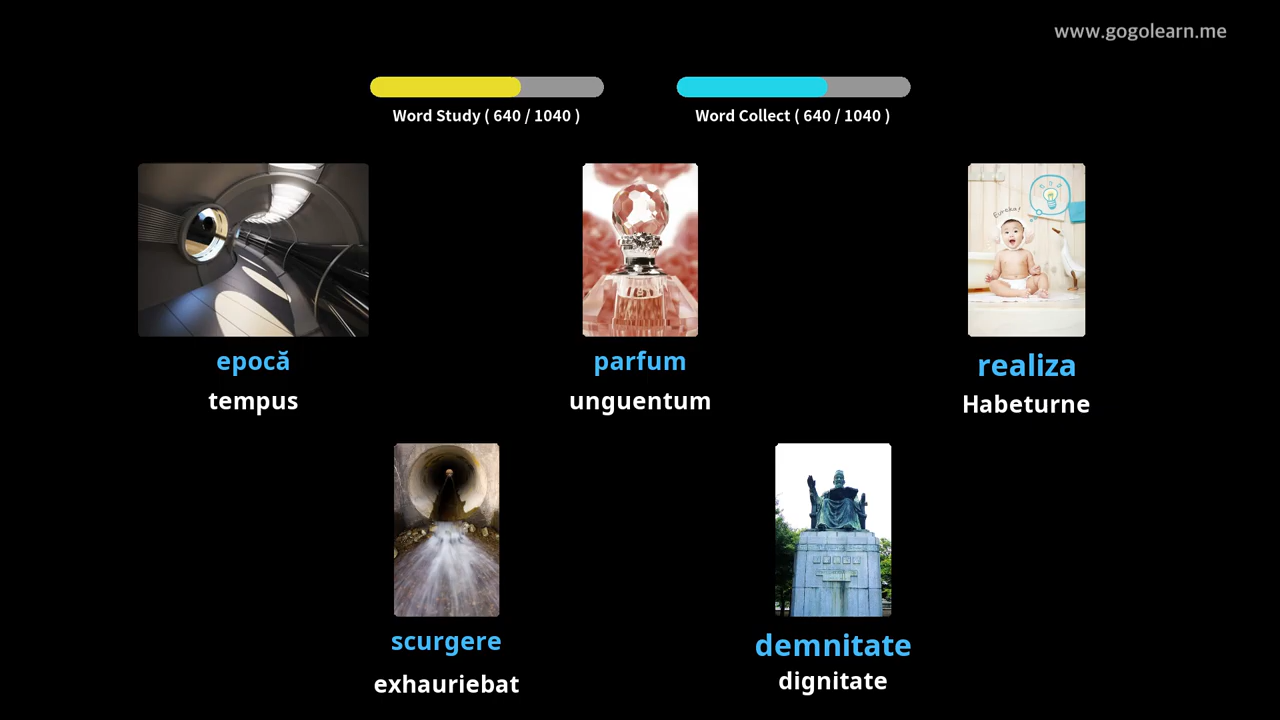 www.gogolearn.me
Word Study ( 640 / 1040 )
Word Collect ( 640 / 1040 )
Eureka!
epocă
parfum
realiza
tempus
unguentum
Habeturne
scurgere
demnitate
exhauriebat
dignitate